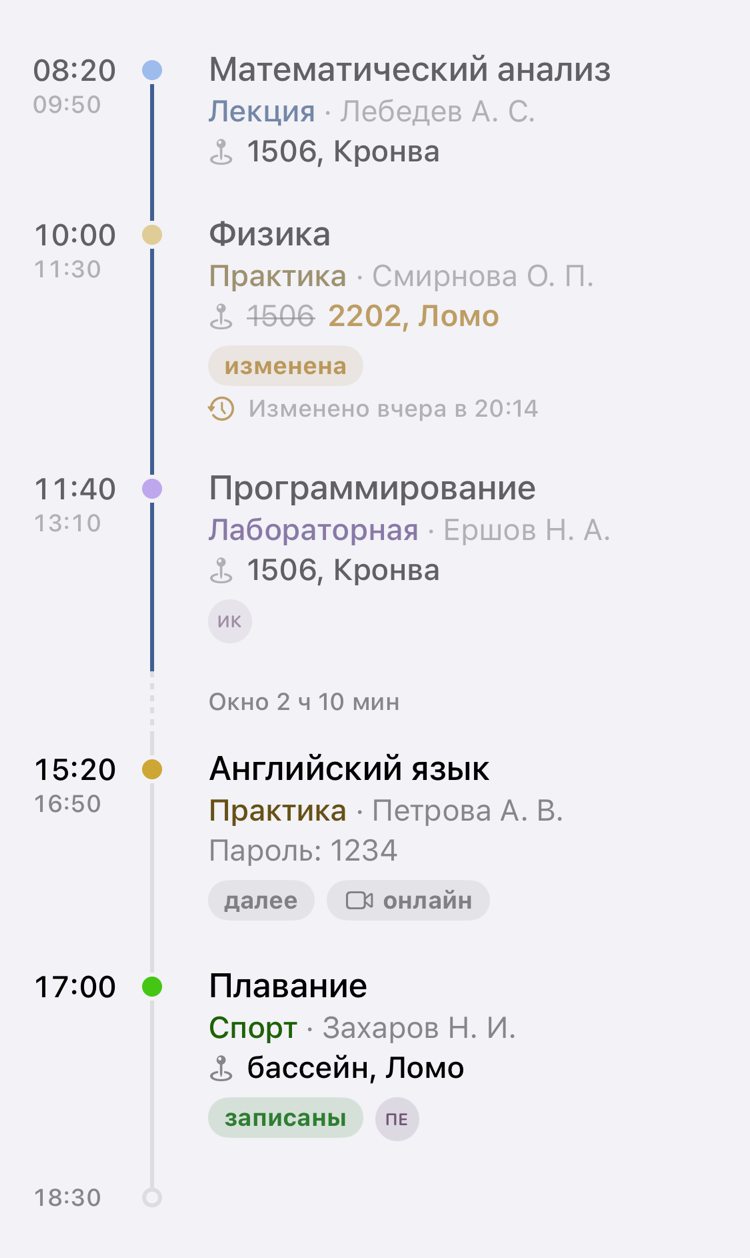 08:20 Математический анализ
09:50 Лекция · Лебедев А. С.
1506, Кронва
10:00 Физика
11:30 Практика · Смирнова О. П.
1506 2202, Ломо
изменена
Изменено вчера в 20:14
11:40 Программирование
13:10 Лабораторная · Ершов Н. А.
1506, Кронва
ИК
Окно 2 ч 10 мин
15:20 Английский язык
16:50 Практика · Петрова А. В.
Пароль: 1234
далее онлайн
17:00 Плавание
Спорт · Захаров Н. И.
бассейн, Ломо
записаны ПЕ
18:30